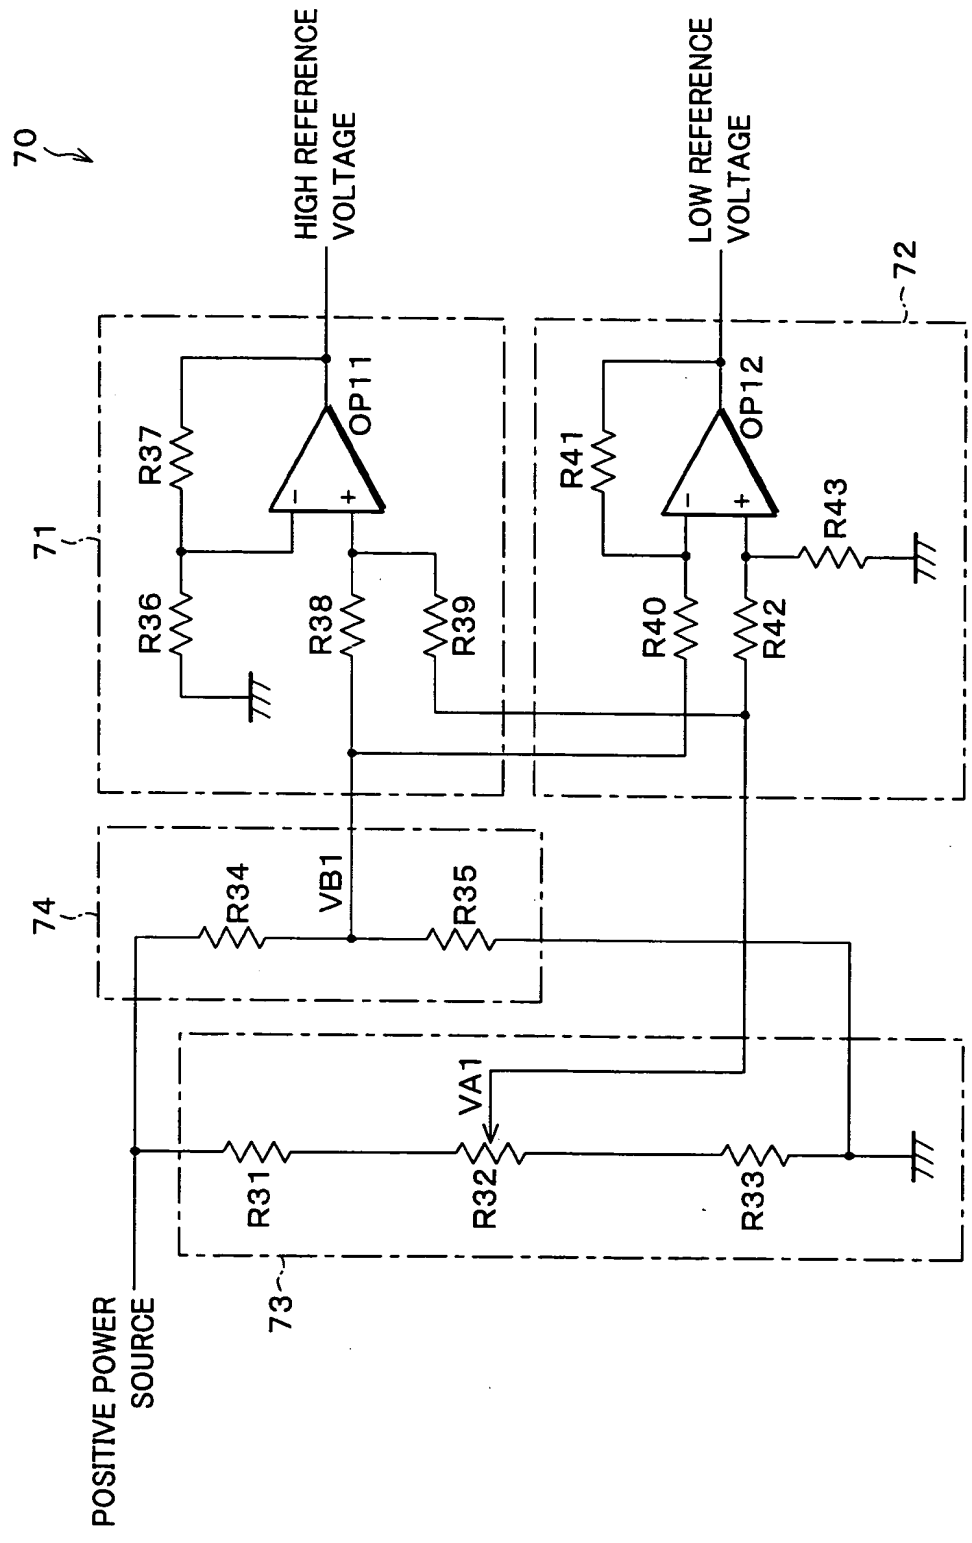 70
HIGH REFERENCE
VOLTAGE
LOW REFERENCE
VOLTAGE
71
R37
R36
OP11
-
+
R38
R39
72
R41
OP12
-
+
R40
R42
R43
74
R34
VB1
R35
73
R31
VA1
R32
R33
POSITIVE POWER
SOURCE